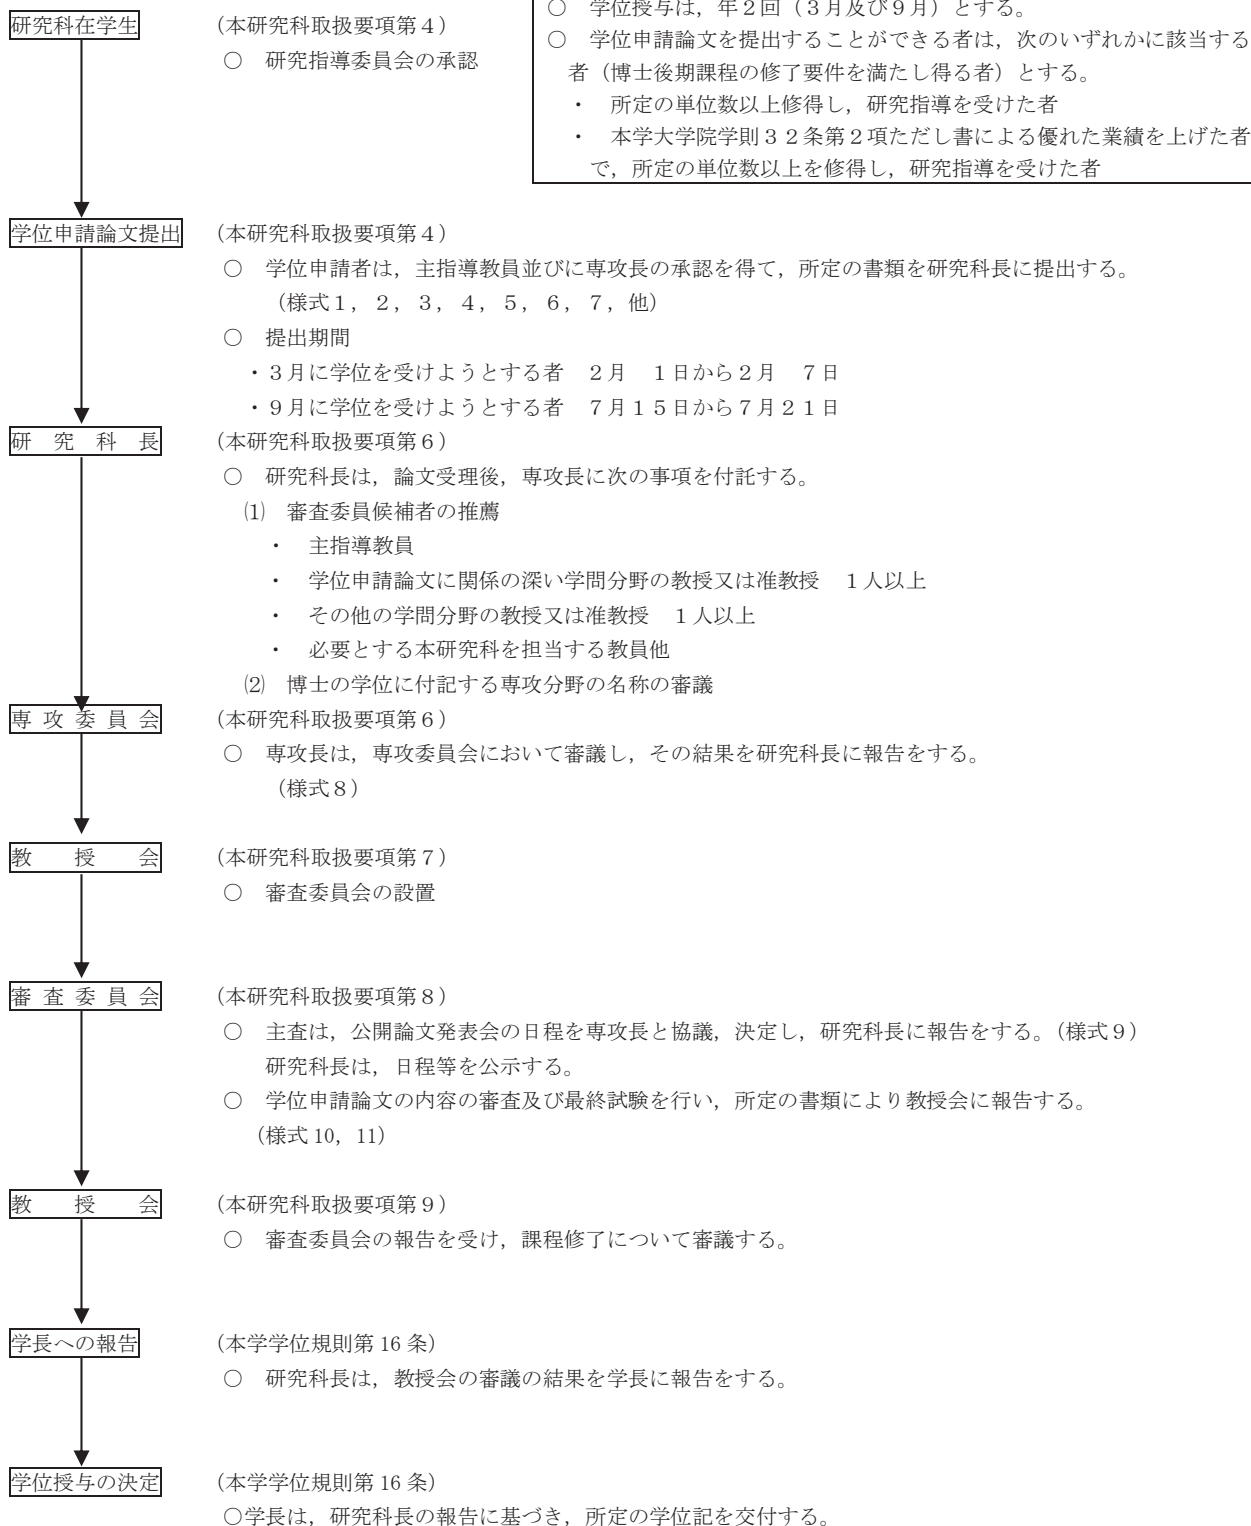 ○　学位授与は，年２回（３月及び９月）とする。
○　学位申請論文を提出することができる者は，次のいずれかに該当する
者（博士後期課程の修了要件を満たし得る者）とする。
・　所定の単位数以上修得し，研究指導を受けた者
・　本学大学院学則３２条第２項ただし書による優れた業績を上げた者
で，所定の単位数以上を修得し，研究指導を受けた者
研究科在学生　（本研究科取扱要項第４）
○　研究指導委員会の承認
学位申請論文提出　（本研究科取扱要項第４）
○　学位申請者は，主指導教員並びに専攻長の承認を得て，所定の書類を研究科長に提出する。
（様式１，２，３，４，５，６，７，他）
○　提出期間
・３月に学位を受けようとする者　２月　１日から２月　７日
・９月に学位を受けようとする者　７月１５日から７月２１日
研　究　科　長　（本研究科取扱要項第６）
○　研究科長は，論文受理後，専攻長に次の事項を付託する。
⑴　審査委員候補者の推薦
・　主指導教員
・　学位申請論文に関係の深い学問分野の教授又は准教授　１人以上
・　その他の学問分野の教授又は准教授　１人以上
・　必要とする本研究科を担当する教員他
⑵　博士の学位に付記する専攻分野の名称の審議
専 攻 委 員 会　（本研究科取扱要項第６）
○　専攻長は，専攻委員会において審議し，その結果を研究科長に報告をする。
（様式８）
教　　授　　会　（本研究科取扱要項第７）
○　審査委員会の設置
審 査 委 員 会　（本研究科取扱要項第８）
○　主査は，公開論文発表会の日程を専攻長と協議，決定し，研究科長に報告をする。（様式９）
研究科長は，日程等を公示する。
○　学位申請論文の内容の審査及び最終試験を行い，所定の書類により教授会に報告する。
（様式 10，11）
教　　授　　会　（本研究科取扱要項第９）
○　審査委員会の報告を受け，課程修了について審議する。
学長への報告　（本学学位規則第 16 条）
○　研究科長は，教授会の審議の結果を学長に報告をする。
学位授与の決定　（本学学位規則第 16 条）
○学長は，研究科長の報告に基づき，所定の学位記を交付する。